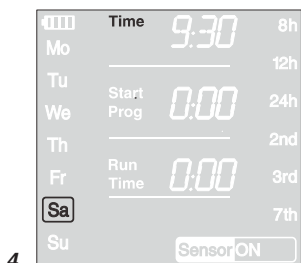 Time 9:30 8h
Mo
12h
Tu
Start Prog 0:00 24h
We
Th 2nd
Run Time 0:00 3rd
Fr
Sa 7th
Su
Sensor ON
4